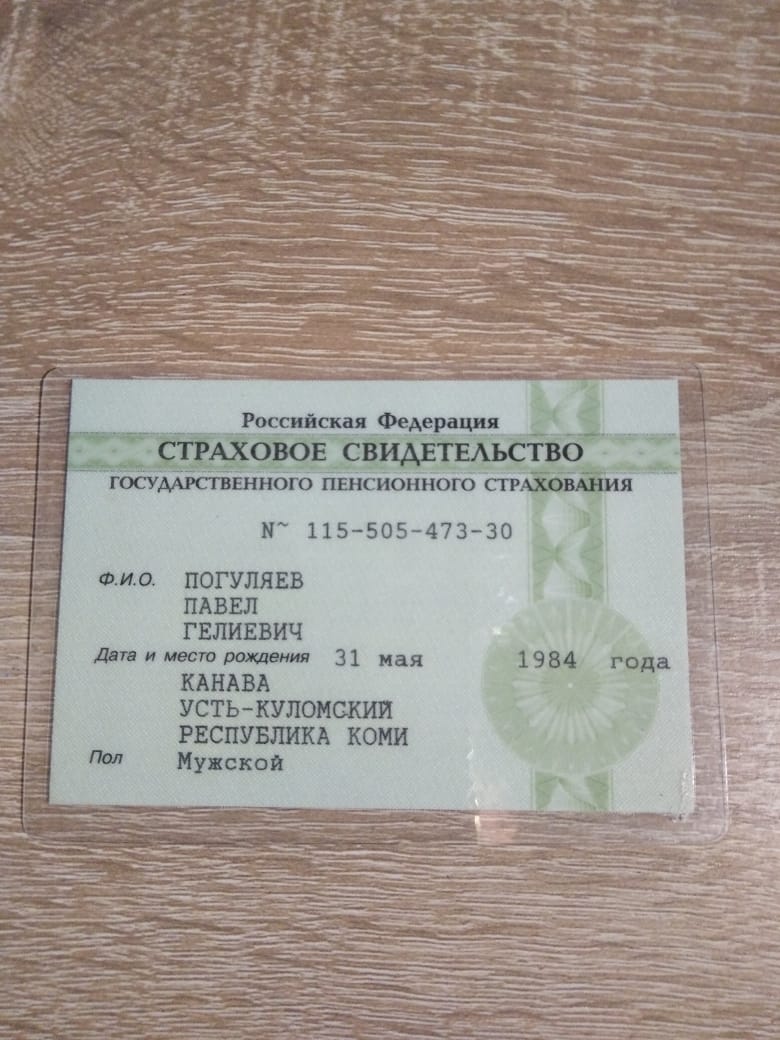 Российская Федерация
СТРАХОВОЕ СВИДЕТЕЛЬСТВО
ГОСУДАРСТВЕННОГО ПЕНСИОННОГО СТРАХОВАНИЯ
N~ 115-505-473-30
Ф.И.О. ПОГУЛЯЕВ
ПАВЕЛ
ГЕЛИЕВИЧ
Дата и место рождения 31 мая 1984 года
КАНАВА
УСТЬ-КУЛОМСКИЙ
РЕСПУБЛИКА КОМИ
Пол Мужской